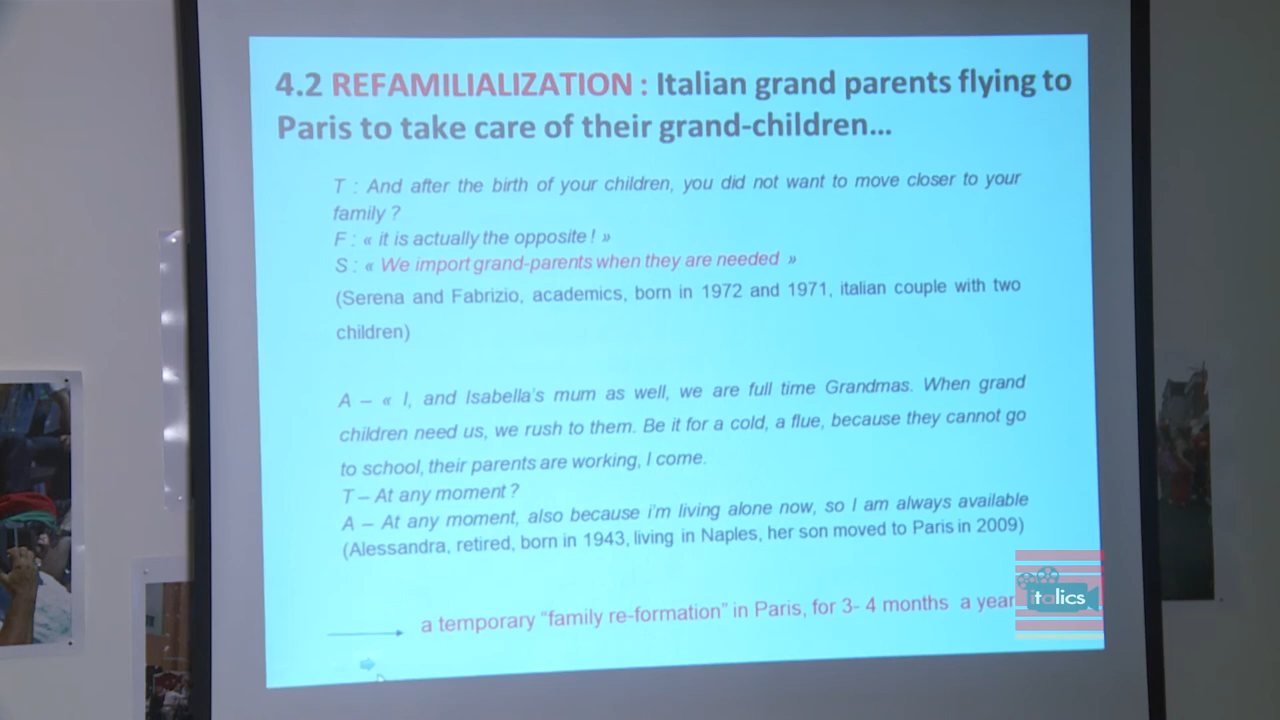 4.2 REFAMILIALIZATION : Italian grand parents flying to
Paris to take care of their grand-children...
T : And after the birth of your children, you did not want to move closer to your
family ?
F : « it is actually the opposite ! »
S : « We import grand-parents when they are needed »
(Serena and Fabrizio, academics, born in 1972 and 1971, italian couple with two
children)
A – « I, and Isabella's mum as well, we are full time Grandmas. When grand
children need us, we rush to them. Be it for a cold, a flue, because they cannot go
to school, their parents are working, I come.
T – At any moment ?
A – At any moment, also because i'm living alone now, so I am always available
(Alessandra, retired, born in 1943, living in Naples, her son moved to Paris in 2009)
a temporary "family re-formation" in Paris, for 3- 4 months a year
italics